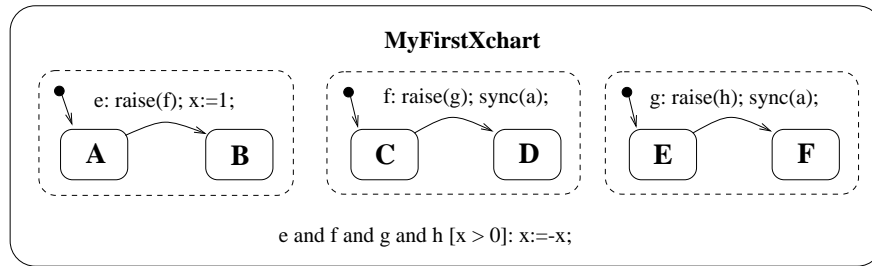 MyFirstXchart
e: raise(f); x:=1;
f: raise(g); sync(a);
g: raise(h); sync(a);
A
B
C
D
E
F
e and f and g and h [x > 0]: x:=-x;